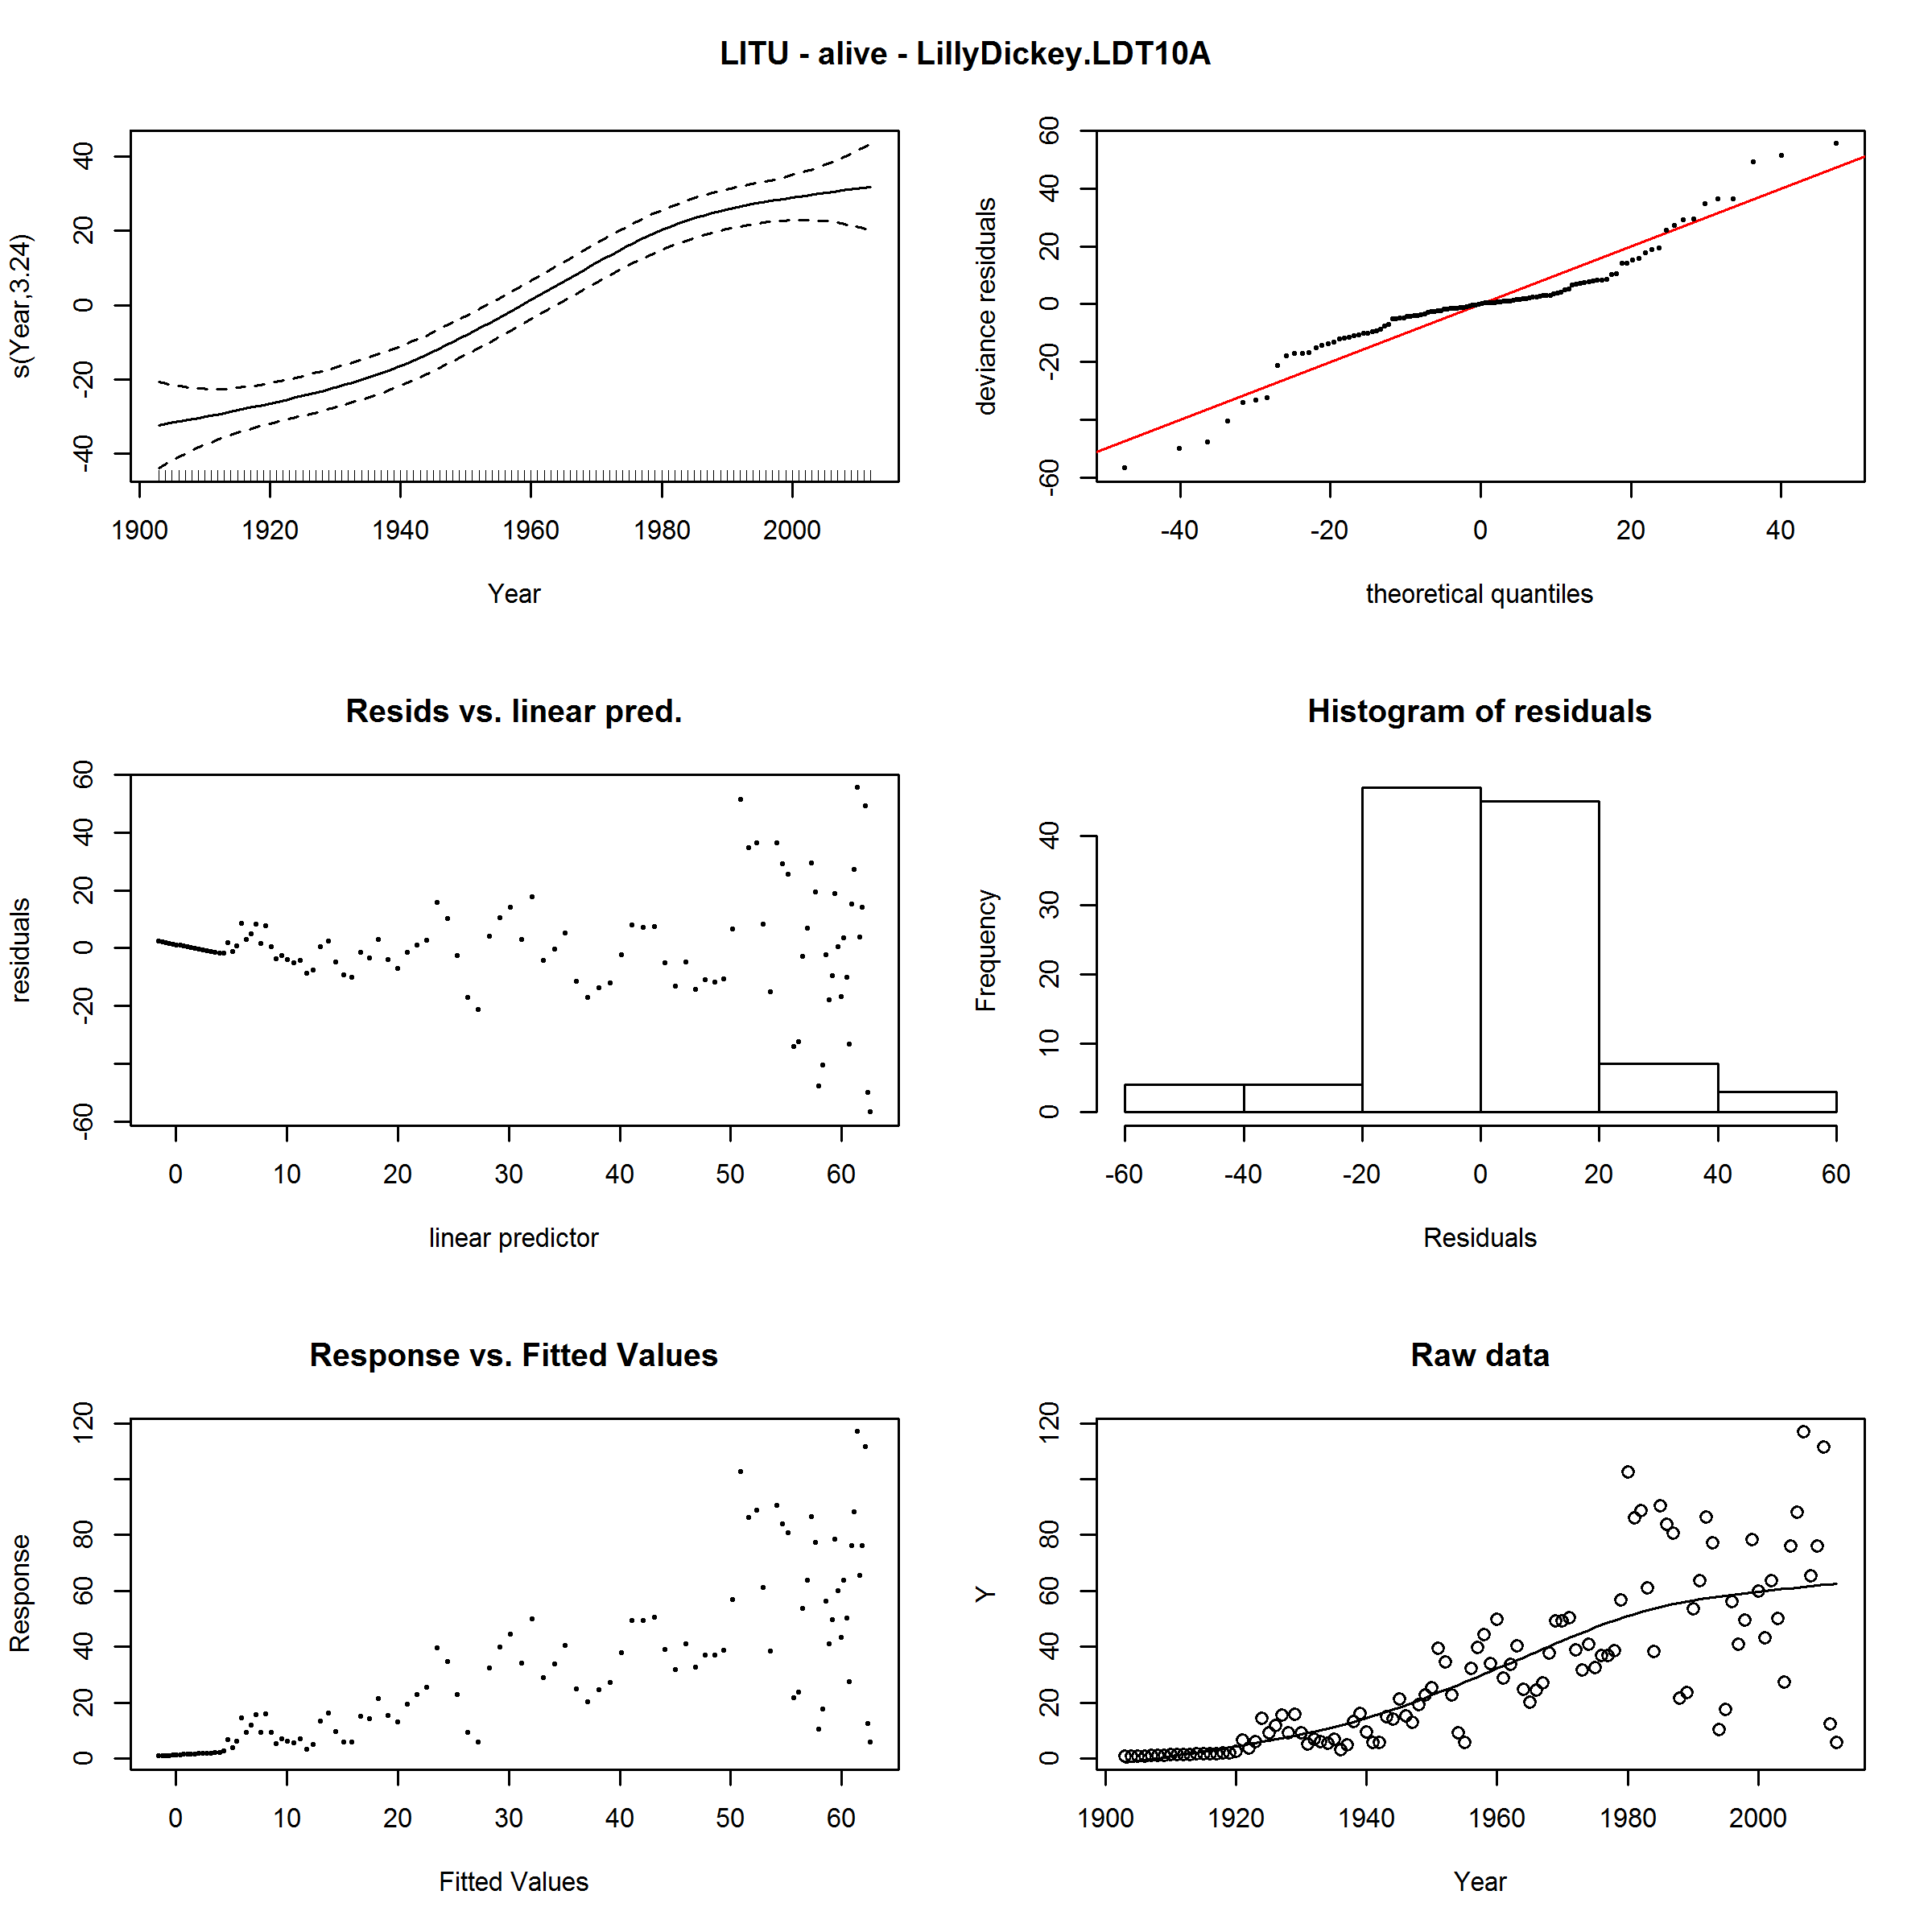 LITU - alive - LillyDickey.LDT10A
s(Year,3.24)
40
20
0
-20
-40
1900 1920 1940 1960 1980 2000
Year
deviance residuals
60
40
20
0
-20
-60
-40 -20 0 20 40
theoretical quantiles
Resids vs. linear pred.
residuals
60
40
20
0
-20
-60
0 10 20 30 40 50 60
linear predictor
Histogram of residuals
Frequency
40
30
20
10
0
-60 -40 -20 0 20 40 60
Residuals
Response vs. Fitted Values
Response
120
80
60
40
20
0
0 10 20 30 40 50 60
Fitted Values
Raw data
Y
120
80
60
40
20
0
1900 1920 1940 1960 1980 2000
Year